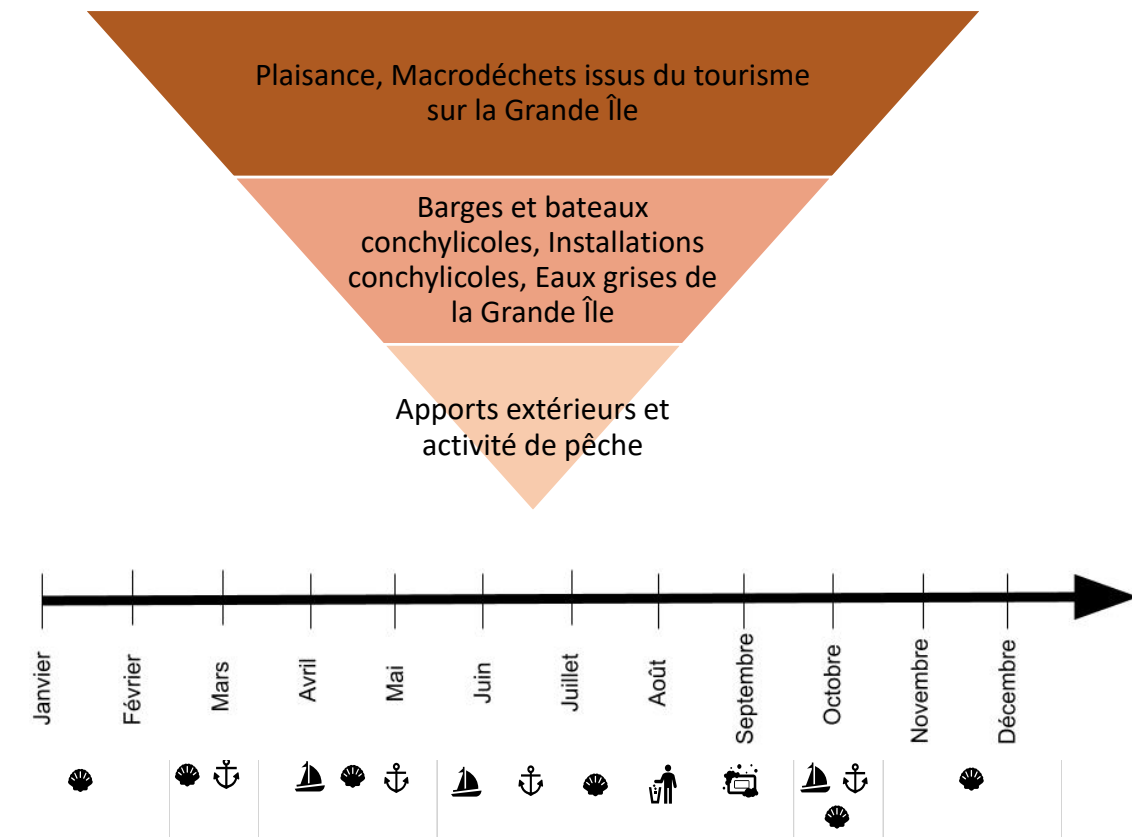 Plaisance, Macrodéchets issus du tourisme
sur la Grande Île
Barges et bateaux
conchylicoles, Installations
conchylicoles, Eaux grises de
la Grande Île
Apports extérieurs et
activité de pêche
Janvier
Février
Mars
Avril
Mai
Juin
Juillet
Août
Septembre
Octobre
Novembre
Décembre